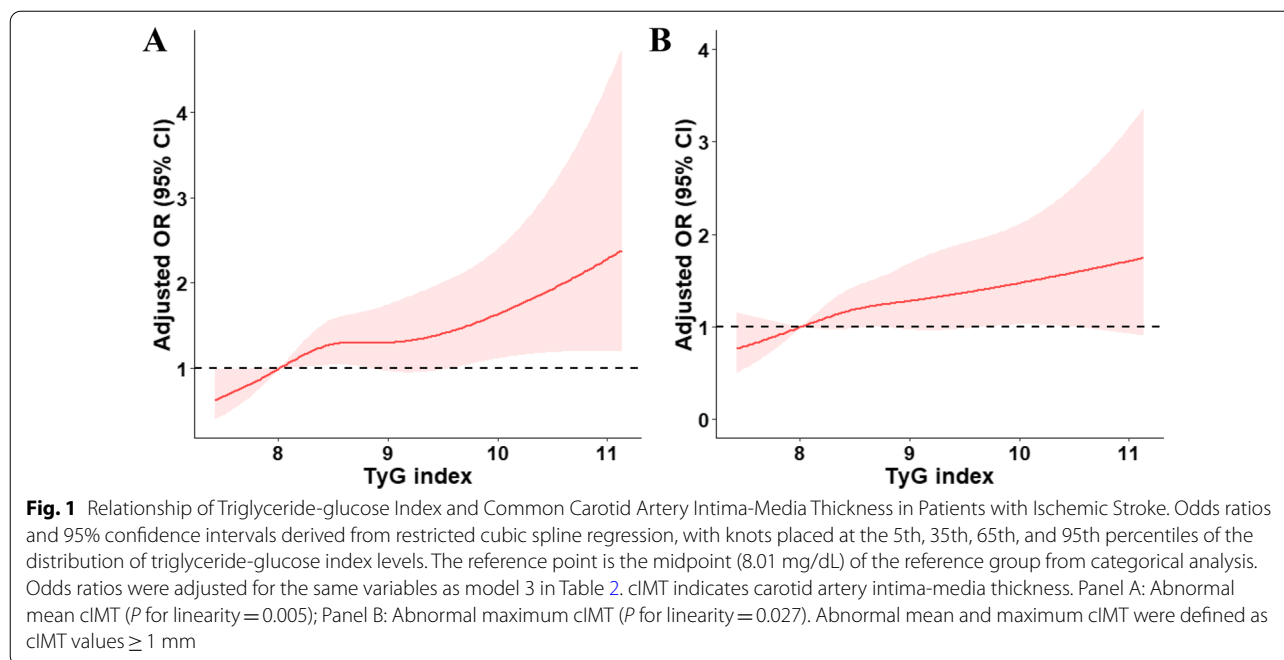 A
Adjusted OR (95% CI)
4
3
2
1
8 9 10 11
TyG index
B
Adjusted OR (95% CI)
4
3
2
1
0
8 9 10 11
TyG index
Fig. 1 Relationship of Triglyceride-glucose Index and Common Carotid Artery Intima-Media Thickness in Patients with Ischemic Stroke. Odds ratios
and 95% confidence intervals derived from restricted cubic spline regression, with knots placed at the 5th, 35th, 65th, and 95th percentiles of the
distribution of triglyceride-glucose index levels. The reference point is the midpoint (8.01 mg/dL) of the reference group from categorical analysis.
Odds ratios were adjusted for the same variables as model 3 in Table 2. cIMT indicates carotid artery intima-media thickness. Panel A: Abnormal
mean cIMT (P for linearity = 0.005); Panel B: Abnormal maximum cIMT (P for linearity = 0.027). Abnormal mean and maximum cIMT were defined as
cIMT values ≥ 1 mm